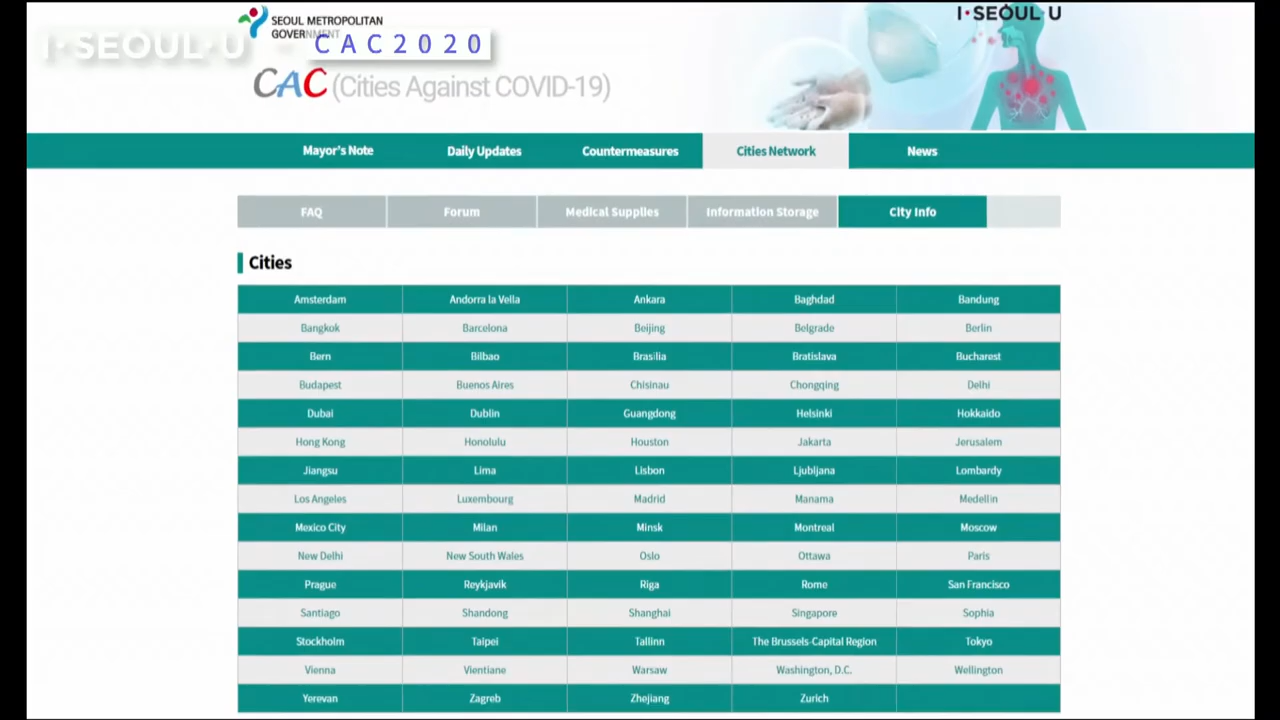 SEOUL METROPOLITAN
GOVERNMENT
I·SEOUL·U
I·SEOUL·U
CAC2020
CAC (Cities Against COVID-19)
Mayor's Note Daily Updates Countermeasures Cities Network News
FAQ Forum Medical Supplies Information Storage City Info
Cities
Amsterdam Andorra la Vella Ankara Baghdad Bandung
Bangkok Barcelona Beijing Belgrade Berlin
Bern Bilbao Brasilia Bratislava Bucharest
Budapest Buenos Aires Chisinau Chongqing Delhi
Dubai Dublin Guangdong Helsinki Hokkaido
Hong Kong Honolulu Houston Jakarta Jerusalem
Jiangsu Lima Lisbon Ljubljana Lombardy
Los Angeles Luxembourg Madrid Manama Medellin
Mexico City Milan Minsk Montreal Moscow
New Delhi New South Wales Oslo Ottawa Paris
Prague Reykjavik Riga Rome San Francisco
Santiago Shandong Shanghai Singapore Sophia
Stockholm Taipei Tallinn The Brussels-Capital Region Tokyo
Vienna Vientiane Warsaw Washington, D.C. Wellington
Yerevan Zagreb Zhejiang Zurich